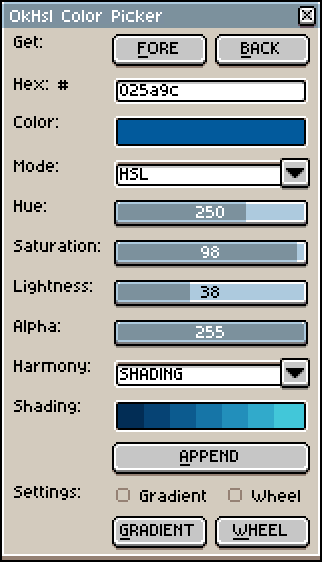 OkHsl Color Picker
Get: FORE BACK
Hex: # 025a9c
Color:
Mode: HSL
Hue: 250
Saturation: 98
Lightness: 38
Alpha: 255
Harmony: SHADING
Shading:
APPEND
Settings: Gradient Wheel
GRADIENT WHEEL